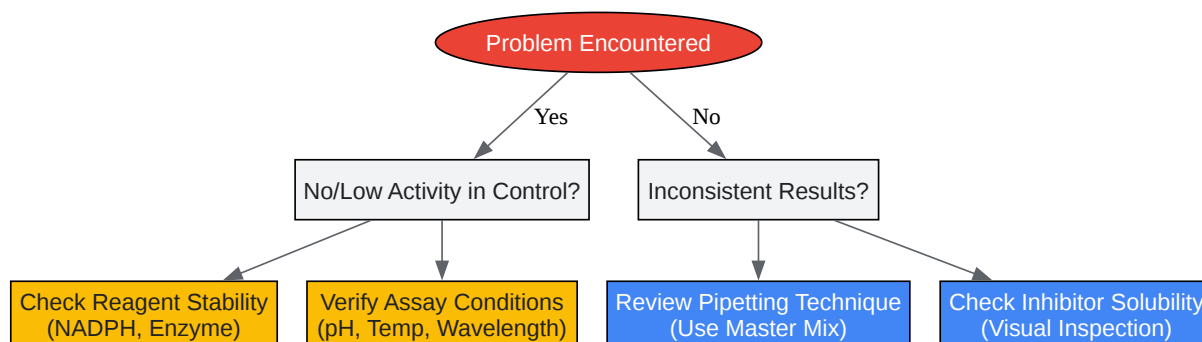 Problem Encountered
Yes
No
No/Low Activity in Control?
Inconsistent Results?
Check Reagent Stability
(NADPH, Enzyme)
Verify Assay Conditions
(pH, Temp, Wavelength)
Review Pipetting Technique
(Use Master Mix)
Check Inhibitor Solubility
(Visual Inspection)